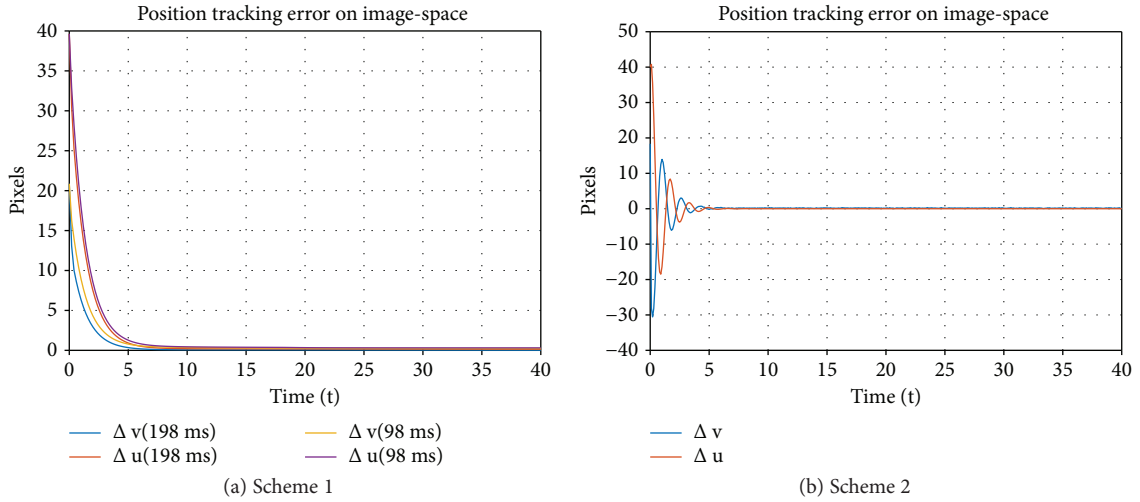 Position tracking error on image-space
40
35
30
25
20
15
10
5
0
Pixels
0 5 10 15 20 25 30 35 40
Time (t)
Δ v(198 ms)
Δ u(198 ms)
Δ v(98 ms)
Δ u(98 ms)
(a) Scheme 1
Position tracking error on image-space
50
40
30
20
10
0
−10
−20
−30
−40
Pixels
0 5 10 15 20 25 30 35 40
Time (t)
Δ v
Δ u
(b) Scheme 2